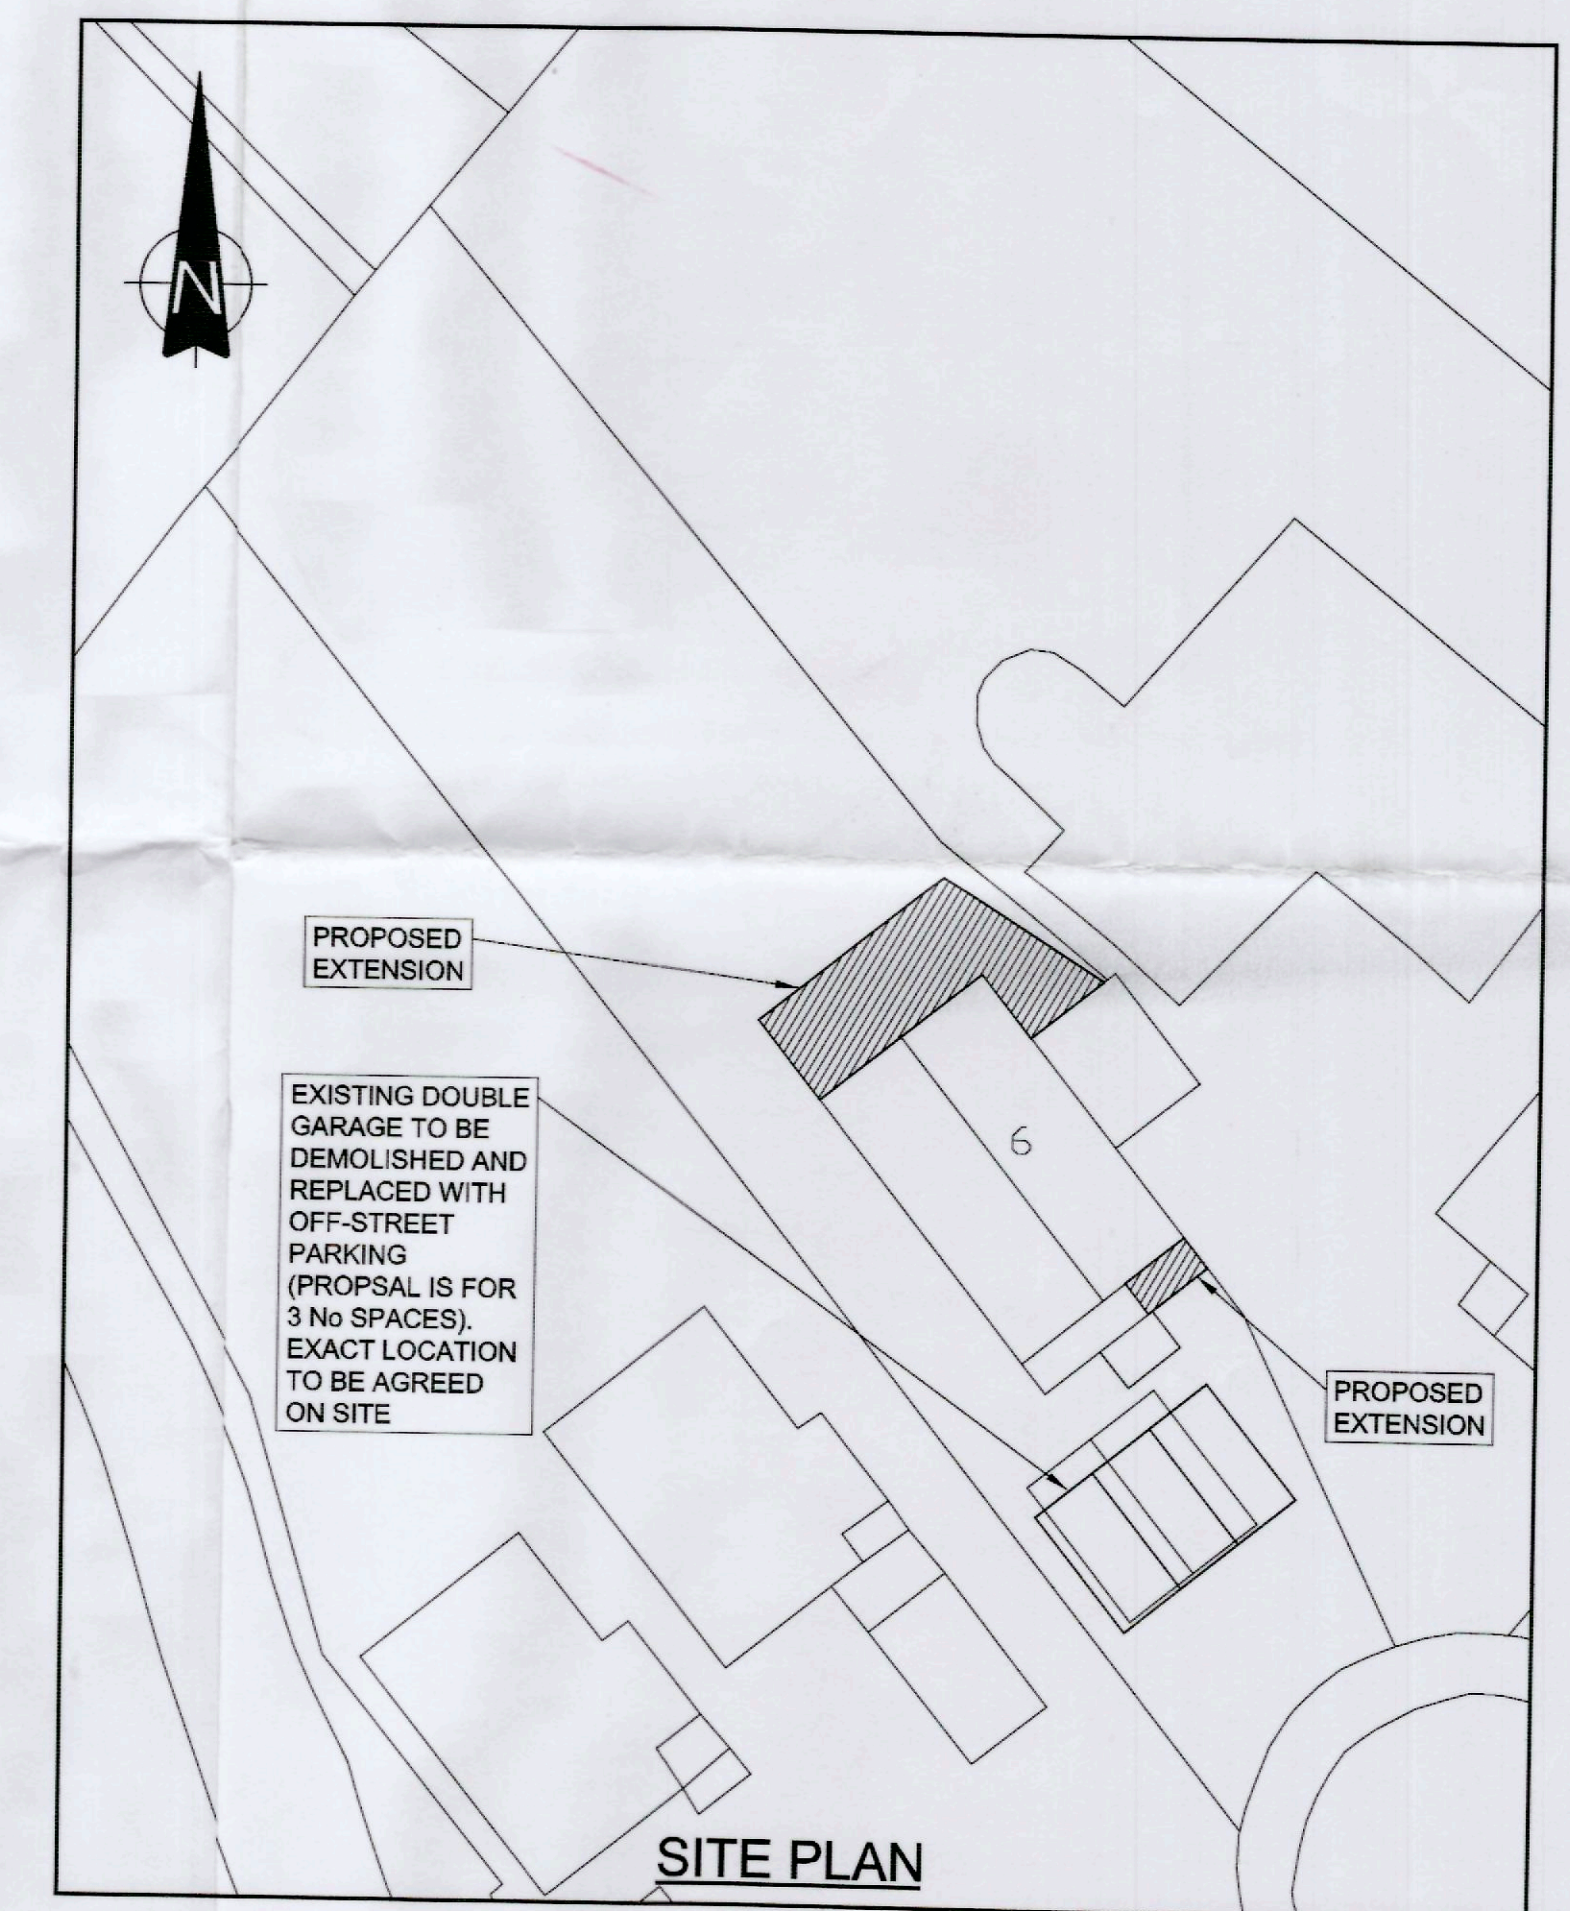 N
PROPOSED
EXTENSION
EXISTING DOUBLE
GARAGE TO BE
DEMOLISHED AND
REPLACED WITH
OFF-STREET
PARKING
(PROPSAL IS FOR
3 No SPACES).
EXACT LOCATION
TO BE AGREED
ON SITE
6
PROPOSED
EXTENSION
SITE PLAN